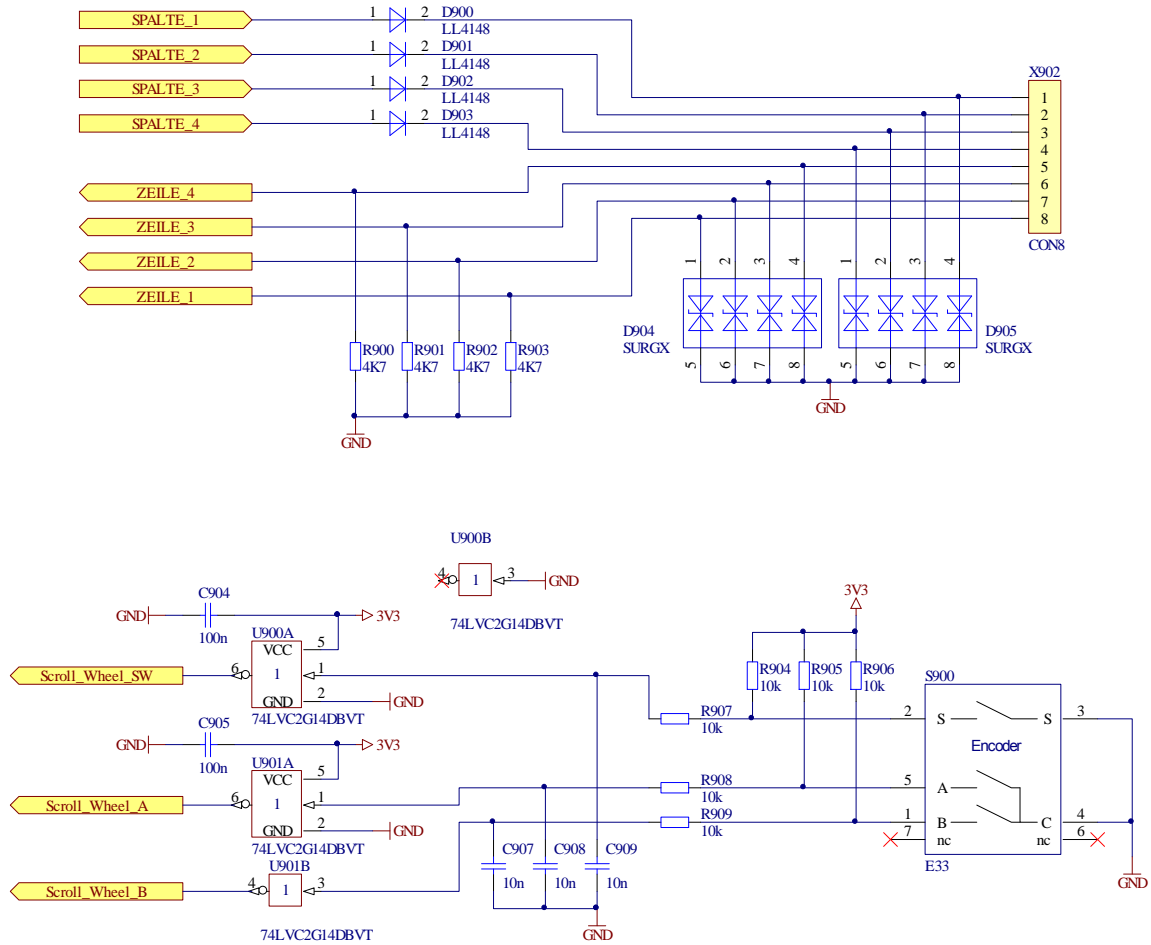 SPALTE_1
1
2
D900
LL4148
SPALTE_2
1
2
D901
LL4148
SPALTE_3
1
2
D902
LL4148
SPALTE_4
1
2
D903
LL4148
X902
1
2
3
4
5
6
7
8
CON8
ZEILE_4
ZEILE_3
ZEILE_2
ZEILE_1
R900
4K7
R901
4K7
R902
4K7
R903
4K7
GND
1
2
3
4
D904
SURGX
5
6
7
8
1
2
3
4
D905
SURGX
5
6
7
8
GND
U900B
4
1
3
GND
74LVC2G14DBVT
GND
C904
100n
3V3
U900A
VCC
5
Scroll_Wheel_SW
6
1
1
GND
2
GND
74LVC2G14DBVT
GND
C905
100n
3V3
U901A
VCC
5
Scroll_Wheel_A
6
1
1
GND
2
GND
74LVC2G14DBVT
U901B
Scroll_Wheel_B
4
1
3
74LVC2G14DBVT
C907
10n
C908
10n
C909
10n
GND
3V3
R904
10k
R905
10k
R906
10k
R907
10k
R908
10k
R909
10k
S900
2
S
S
3
Encoder
5
A
1
B
C
4
7
nc
nc
6
E33
GND